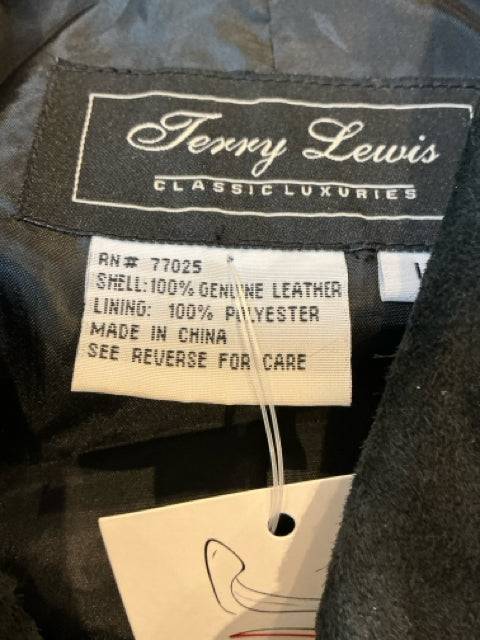 Terry Lewis
CLASSIC LUXURIES
RN# 77025
SHELL:100% GENUINE LEATHER
LINING: 100% POLYESTER
MADE IN CHINA
SEE REVERSE FOR CARE